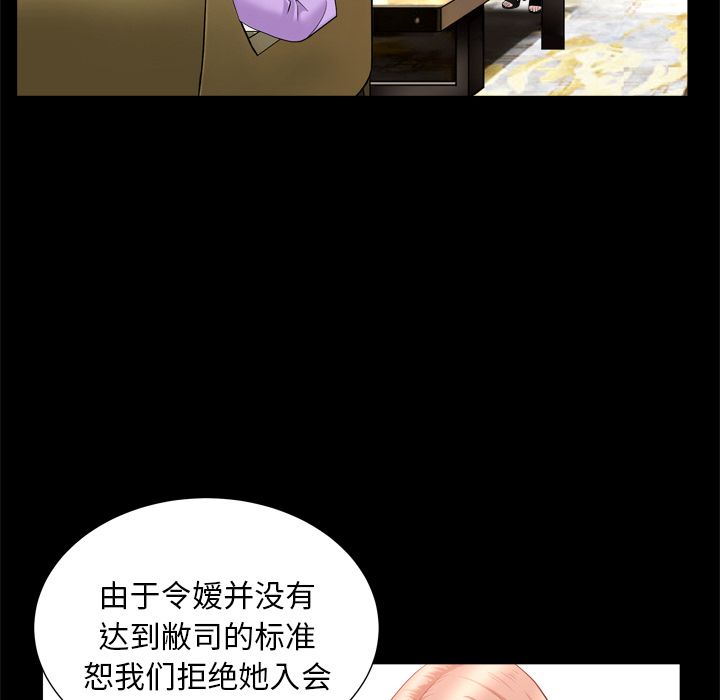 由于令嫒并没有
达到敝司的标准
恕我们拒绝她入会